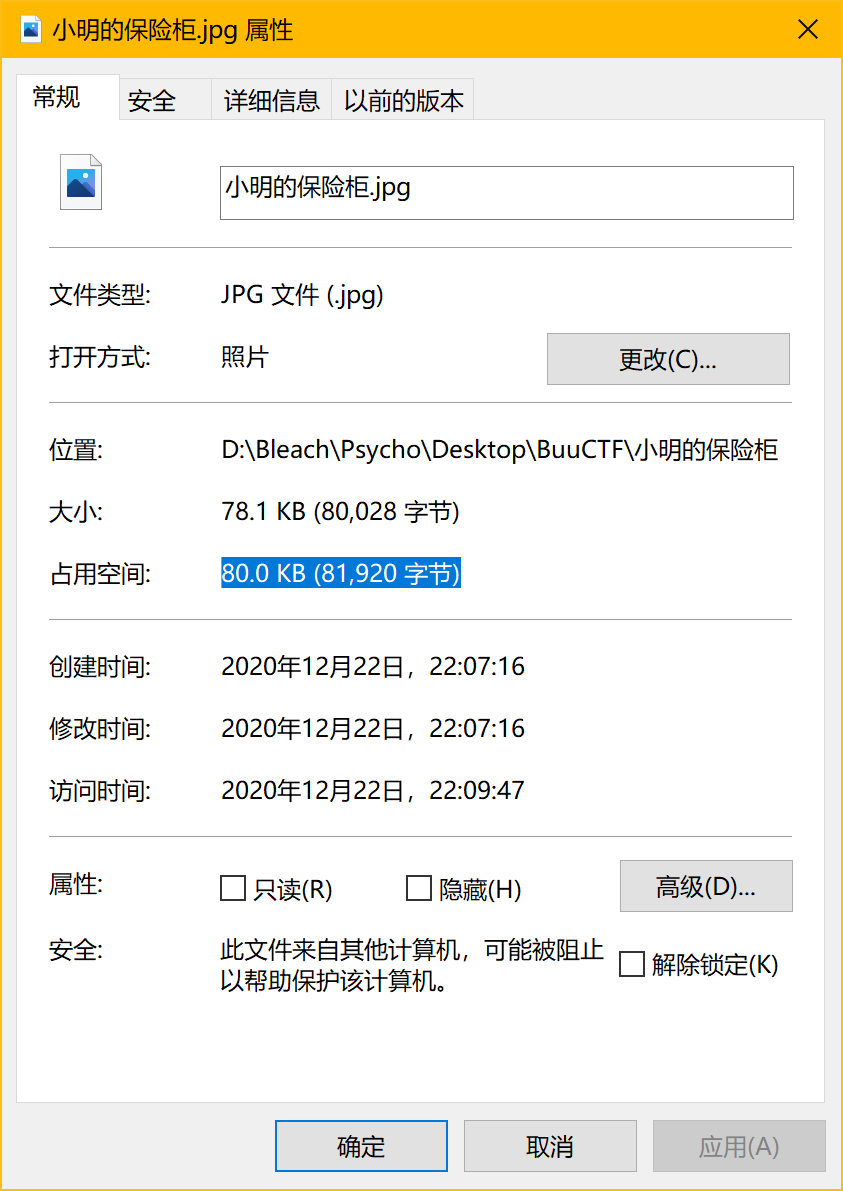 小明的保险柜.jpg 属性
常规 安全 详细信息 以前的版本
小明的保险柜.jpg
文件类型: JPG 文件 (.jpg)
打开方式: 照片 更改(C)...
位置: D:\Bleach\Psycho\Desktop\BuuCTF\小明的保险柜
大小: 78.1 KB (80,028 字节)
占用空间: 80.0 KB (81,920 字节)
创建时间: 2020年12月22日，22:07:16
修改时间: 2020年12月22日，22:07:16
访问时间: 2020年12月22日，22:09:47
属性: 只读(R) 隐藏(H) 高级(D)...
安全: 此文件来自其他计算机，可能被阻止
以帮助保护该计算机。 解除锁定(K)
确定 取消 应用(A)